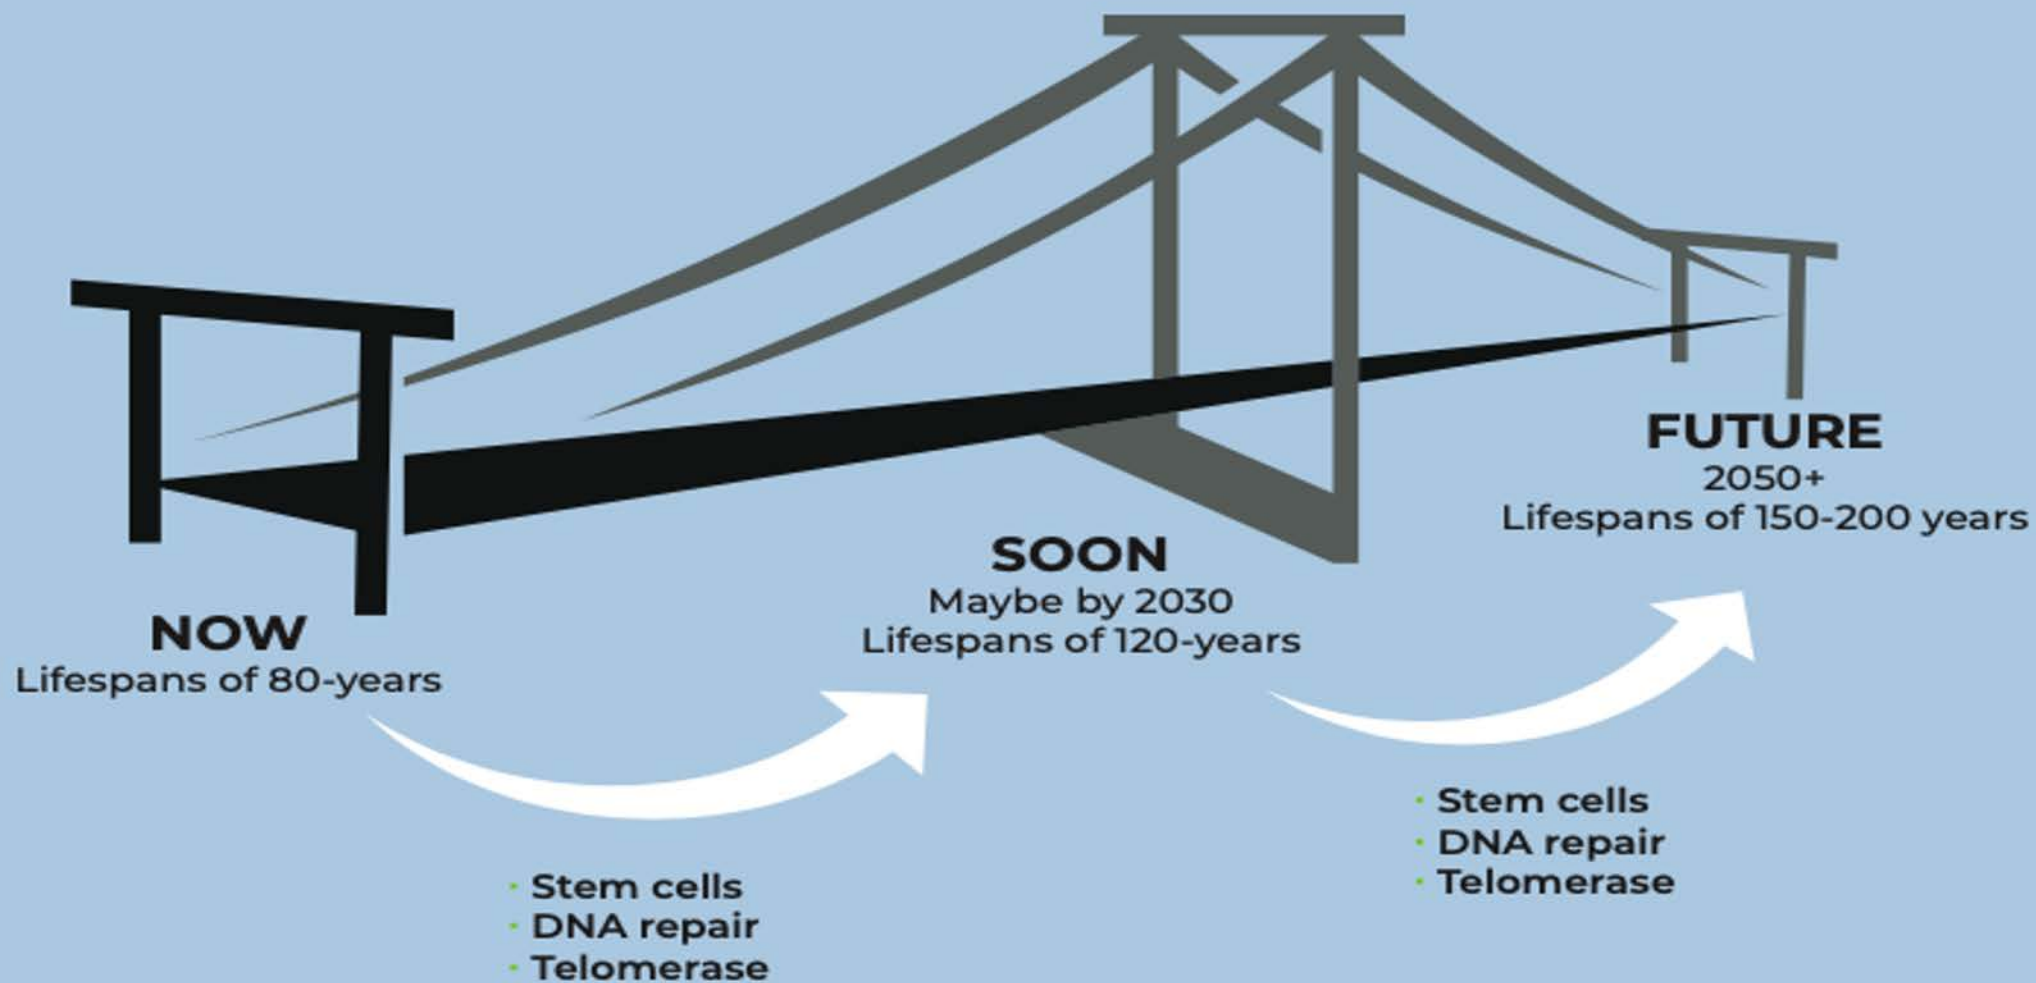 NOW
Lifespans of 80-years
SOON
Maybe by 2030
Lifespans of 120-years
FUTURE
2050+
Lifespans of 150-200 years
· Stem cells
· DNA repair
· Telomerase
· Stem cells
· DNA repair
· Telomerase